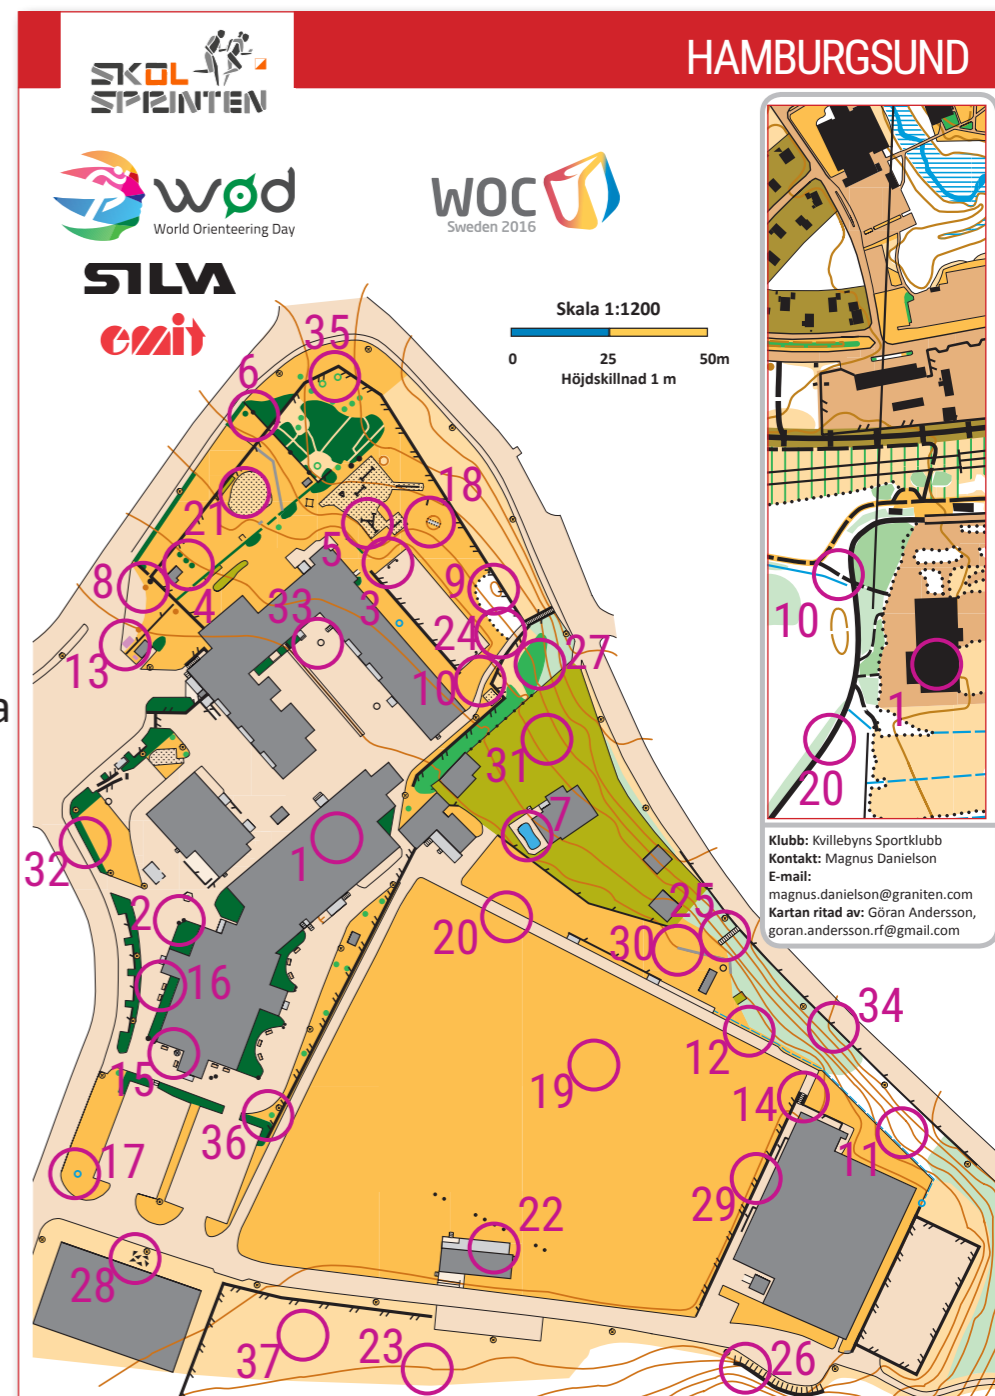 HAMBURGSUND
SKOL
SPRINTEN
wod
World Orienteering Day
WOC
Sweden 2016
SILVA
emit
Skala 1:1200
0 25 50m
Höjdskillnad 1 m
35
6
18
21
5
8
4
3
9
33
24
13
27
10
31
7
1
32
2
20
25
30
16
34
12
15
19
14
36
11
17
29
22
28
37
23
26
10
1
20
a
Klubb: Kvillebyns Sportklubb
Kontakt: Magnus Danielson
E-mail:
magnus.danielson@graniten.com
Kartan ritad av: Göran Andersson,
goran.andersson.rf@gmail.com